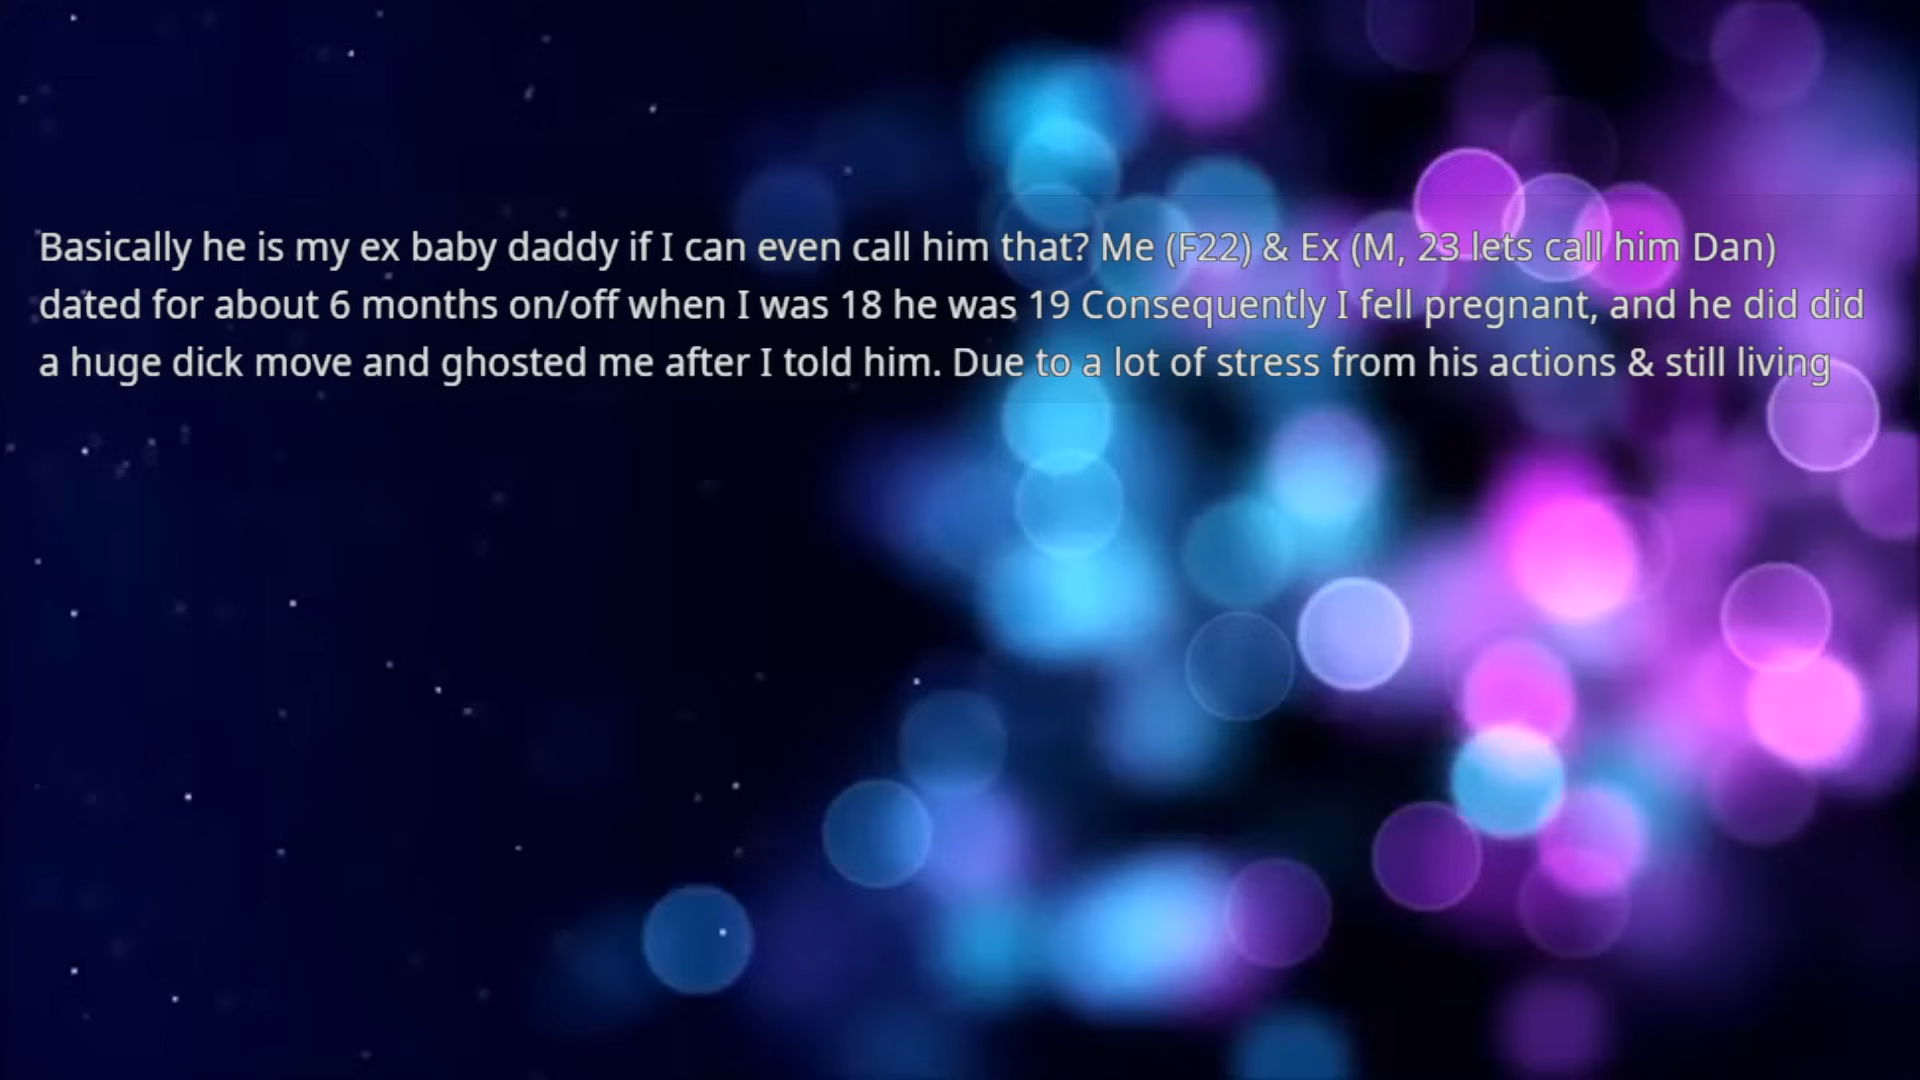 Basically he is my ex baby daddy if I can even call him that? Me (F22) & Ex (M, 23 lets call him Dan)
dated for about 6 months on/off when I was 18 he was 19 Consequently I fell pregnant, and he did did
a huge dick move and ghosted me after I told him. Due to a lot of stress from his actions & still living